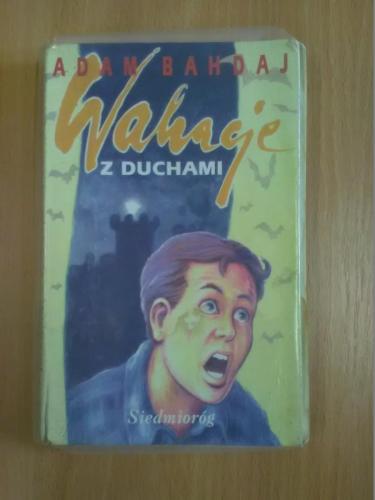 ADAM BAHDAJ
Wakacje
Z DUCHAMI
Siedmioróg